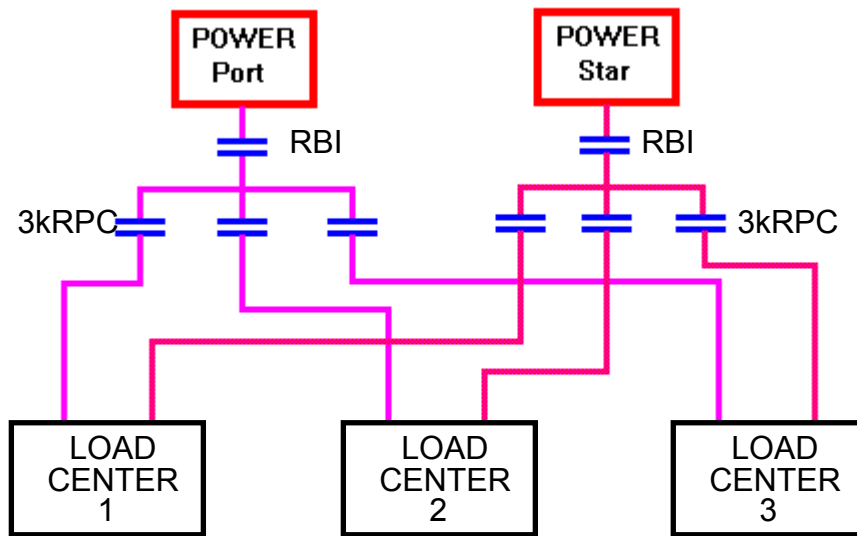 POWER
Port
POWER
Star
RBI
RBI
3kRPC
3kRPC
LOAD
CENTER
1
LOAD
CENTER
2
LOAD
CENTER
3